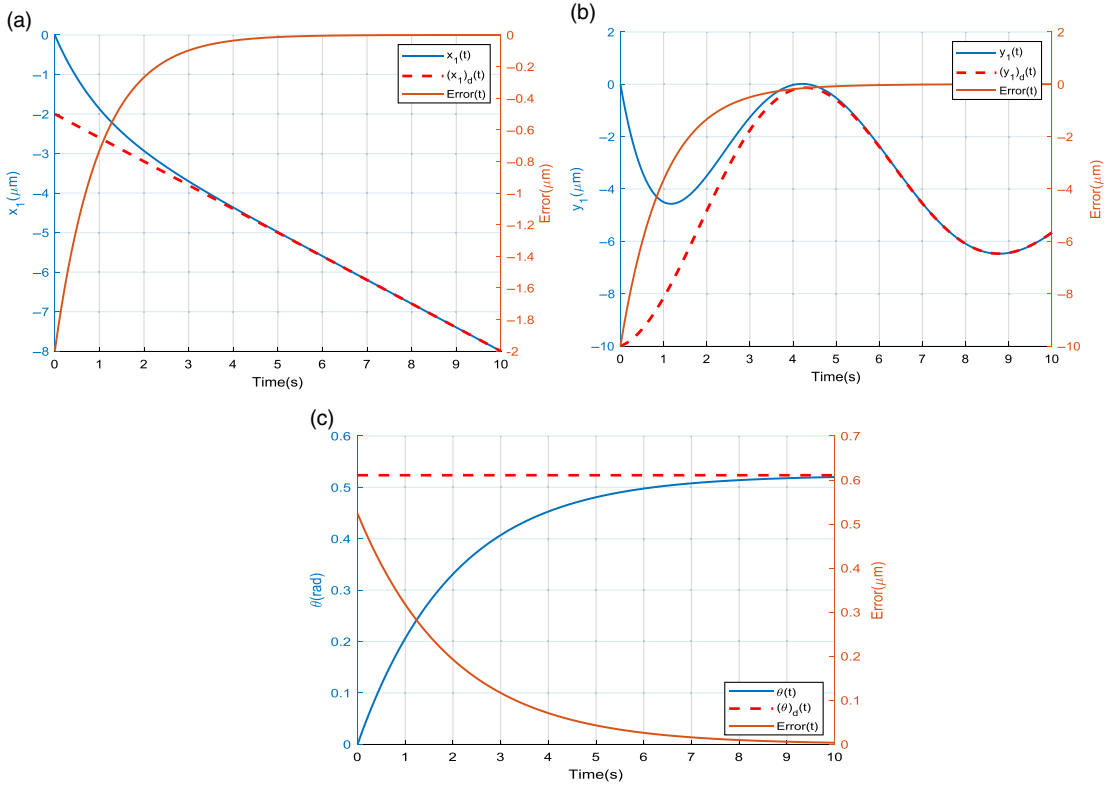 (a)
0
−1
−2
−3
−4
−5
−6
−7
−8
x₁(μm)
0
−0.2
−0.4
−0.6
−0.8
−1
−1.2
−1.4
−1.6
−1.8
−2
Error(μm)
x₁(t)
(x₁)_d(t)
Error(t)
0 1 2 3 4 5 6 7 8 9 10
Time(s)
(b)
2
0
−2
−4
−6
−8
−10
y₁(μm)
2
0
−2
−4
−6
−8
−10
Error(μm)
y₁(t)
(y₁)_d(t)
Error(t)
0 1 2 3 4 5 6 7 8 9 10
Time(s)
(c)
0.6
0.5
0.4
0.3
0.2
0.1
0
θ(rad)
0.7
0.6
0.5
0.4
0.3
0.2
0.1
0
Error(μm)
θ(t)
(θ)_d(t)
Error(t)
0 1 2 3 4 5 6 7 8 9 10
Time(s)